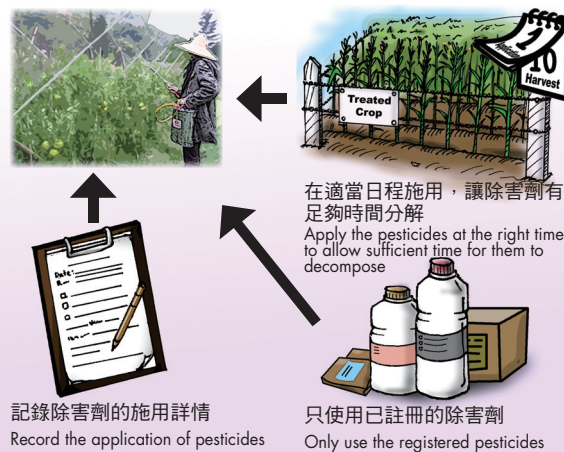 1
Application
10
Harvest
Treated
Crop
在適當日程施用，讓除害劑有
足夠時間分解
Apply the pesticides at the right time
to allow sufficient time for them to
decompose
Date:
記錄除害劑的施用詳情
Record the application of pesticides
只使用已註冊的除害劑
Only use the registered pesticides